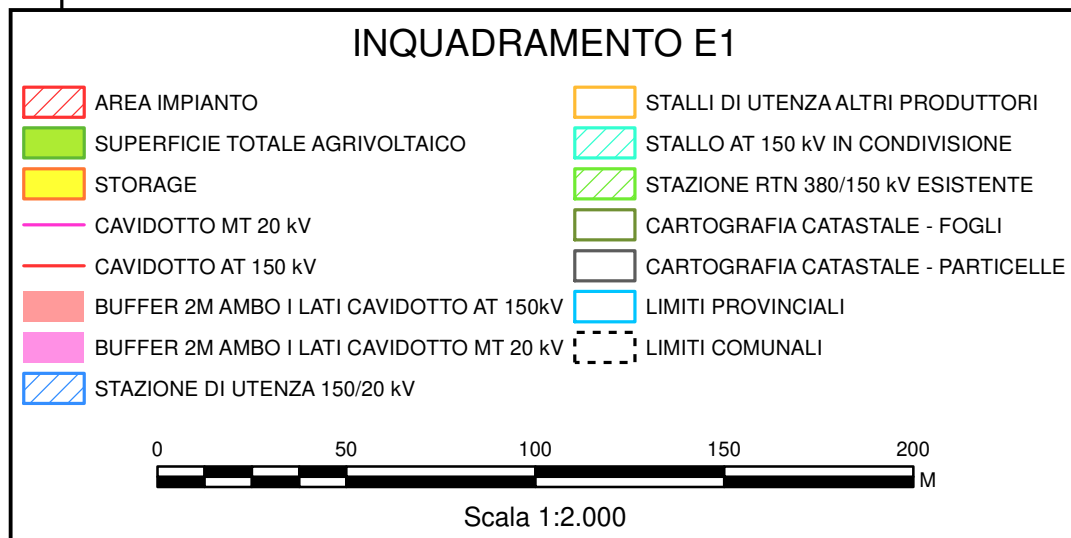 INQUADRAMENTO E1
AREA IMPIANTO
SUPERFICIE TOTALE AGRIVOLTAICO
STORAGE
CAVIDOTTO MT 20 kV
CAVIDOTTO AT 150 kV
BUFFER 2M AMBO I LATI CAVIDOTTO AT 150kV
BUFFER 2M AMBO I LATI CAVIDOTTO MT 20 kV
STAZIONE DI UTENZA 150/20 kV
STALLI DI UTENZA ALTRI PRODUTTORI
STALLO AT 150 kV IN CONDIVISIONE
STAZIONE RTN 380/150 kV ESISTENTE
CARTOGRAFIA CATASTALE - FOGLI
CARTOGRAFIA CATASTALE - PARTICELLE
LIMITI PROVINCIALI
LIMITI COMUNALI
0 50 100 150 200
M
Scala 1:2.000